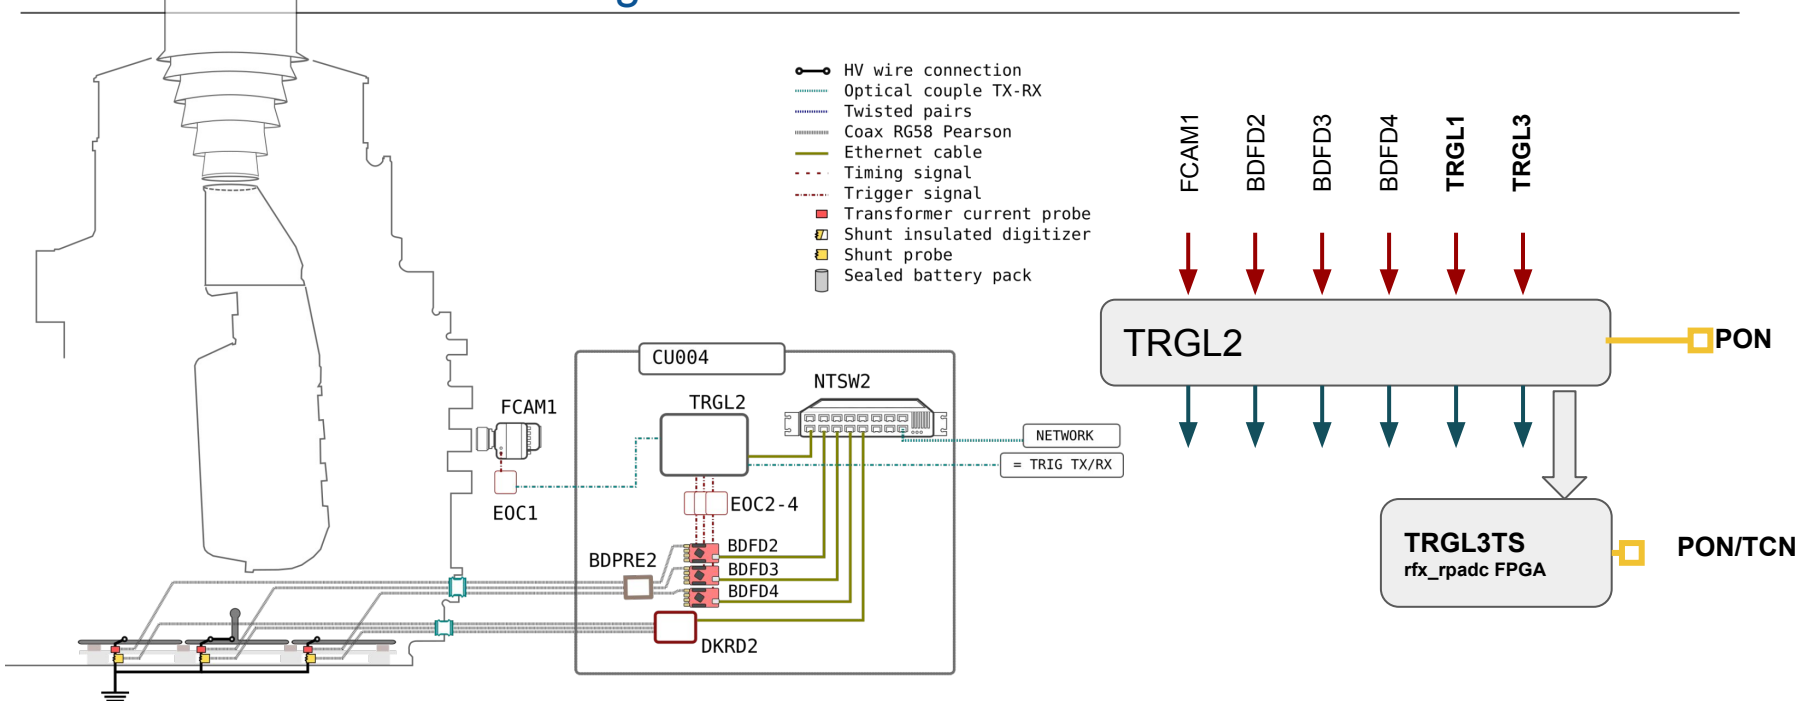 g
HV wire connection
Optical couple TX-RX
Twisted pairs
Coax RG58 Pearson
Ethernet cable
Timing signal
Trigger signal
Transformer current probe
Shunt insulated digitizer
Shunt probe
Sealed battery pack
FCAM1
BDFD2
BDFD3
BDFD4
TRGL1
TRGL3
TRGL2
PON
CU004
NTSW2
TRGL2
FCAM1
NETWORK
= TRIG TX/RX
EOC1
EOC2-4
BDPRE2
BDFD2
BDFD3
BDFD4
DKRD2
TRGL3TS
rfx_rpadc FPGA
PON/TCN